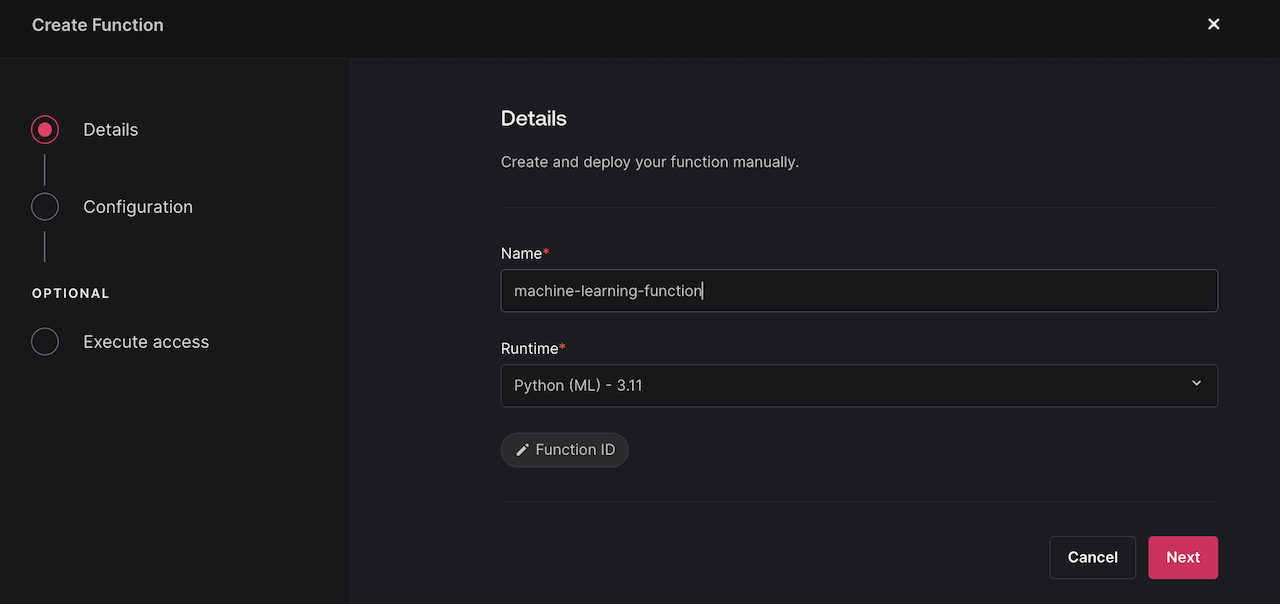 Create Function
Details
Configuration
OPTIONAL
Execute access
Details
Create and deploy your function manually.
Name*
machine-learning-function
Runtime*
Python (ML) - 3.11
Function ID
Cancel
Next